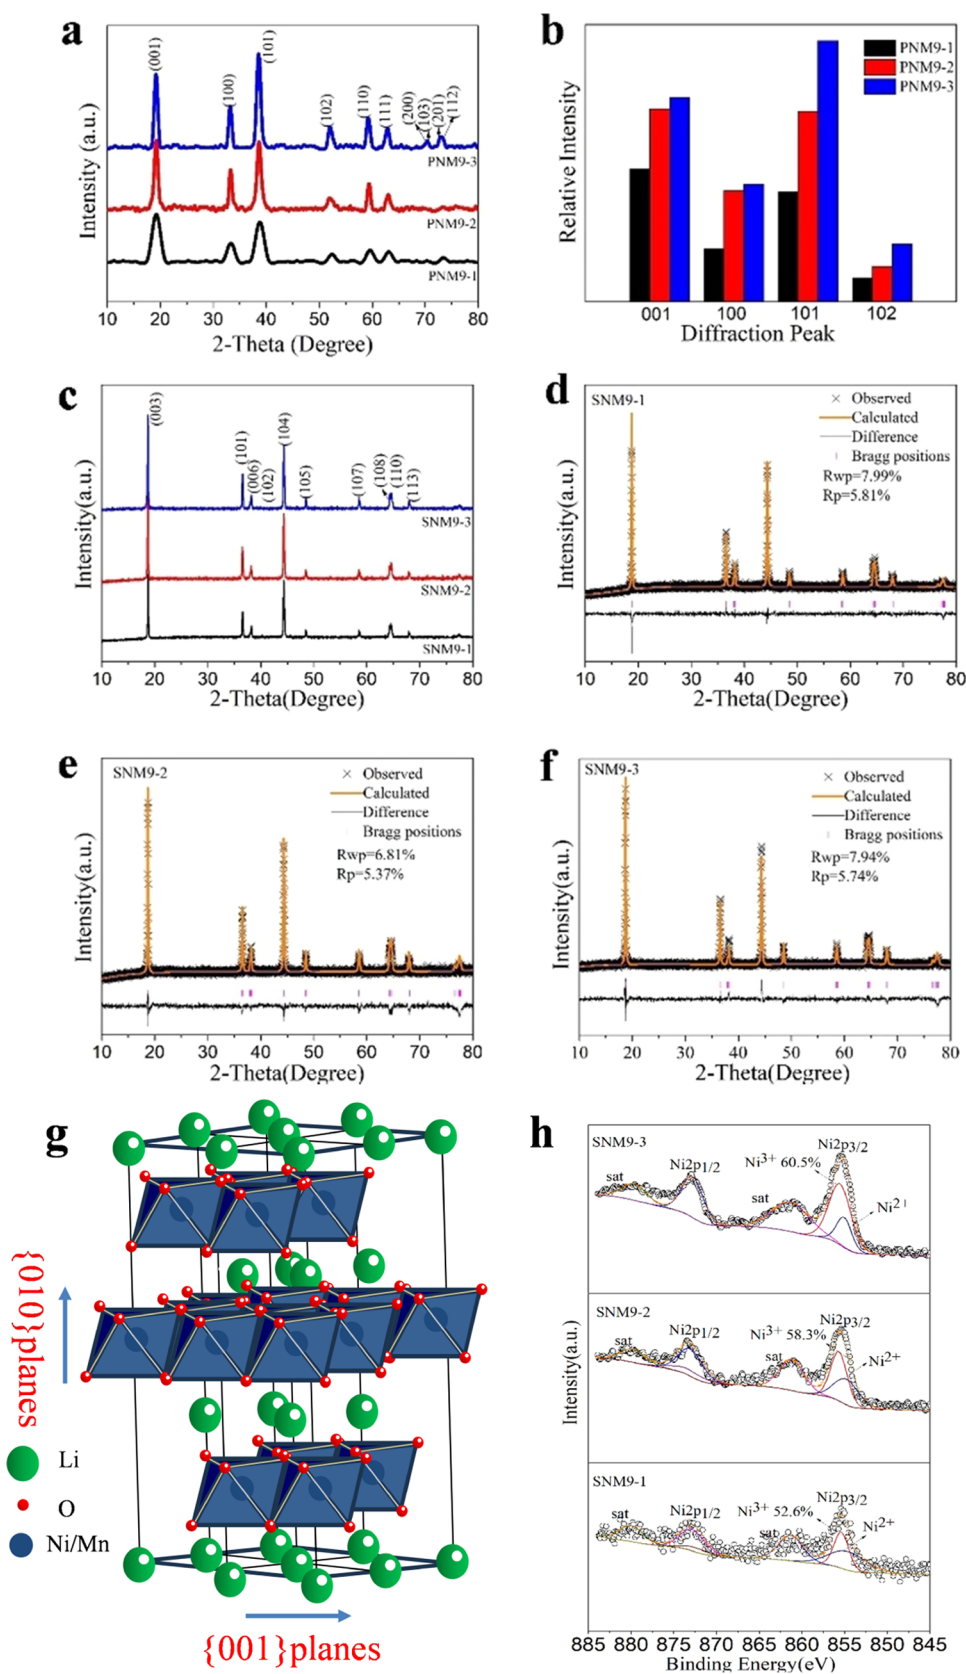 a
Intensity (a.u.)
(001)
(100)
(101)
(102)
(110)
(111)
(200)
(103)
(201)
(112)
PNM9-3
PNM9-2
PNM9-1
10 20 30 40 50 60 70 80
2-Theta (Degree)
b
Relative Intensity
PNM9-1
PNM9-2
PNM9-3
001 100 101 102
Diffraction Peak
c
Intensity(a.u.)
(003)
(101)
(006)
(102)
(104)
(105)
(107)
(108)
(110)
(113)
SNM9-3
SNM9-2
SNM9-1
10 20 30 40 50 60 70 80
2-Theta(Degree)
d
Intensity(a.u.)
SNM9-1
Observed
Calculated
Difference
Bragg positions
Rwp=7.99%
Rp=5.81%
10 20 30 40 50 60 70 80
2-Theta(Degree)
e
Intensity(a.u.)
SNM9-2
Observed
Calculated
Difference
Bragg positions
Rwp=6.81%
Rp=5.37%
10 20 30 40 50 60 70 80
2-Theta(Degree)
f
Intensity(a.u.)
SNM9-3
Observed
Calculated
Difference
Bragg positions
Rwp=7.94%
Rp=5.74%
10 20 30 40 50 60 70 80
2-Theta(Degree)
g
{010}planes
Li
O
Ni/Mn
{001}planes
h
Intensity(a.u.)
SNM9-3
sat
Ni2p1/2
sat
Ni3+ 60.5%
Ni2p3/2
Ni2+
SNM9-2
sat
Ni2p1/2
sat
Ni3+ 58.3%
Ni2p3/2
Ni2+
SNM9-1
sat
Ni2p1/2
sat
Ni3+ 52.6%
Ni2p3/2
Ni2+
885 880 875 870 865 860 855 850 845
Binding Energy(eV)